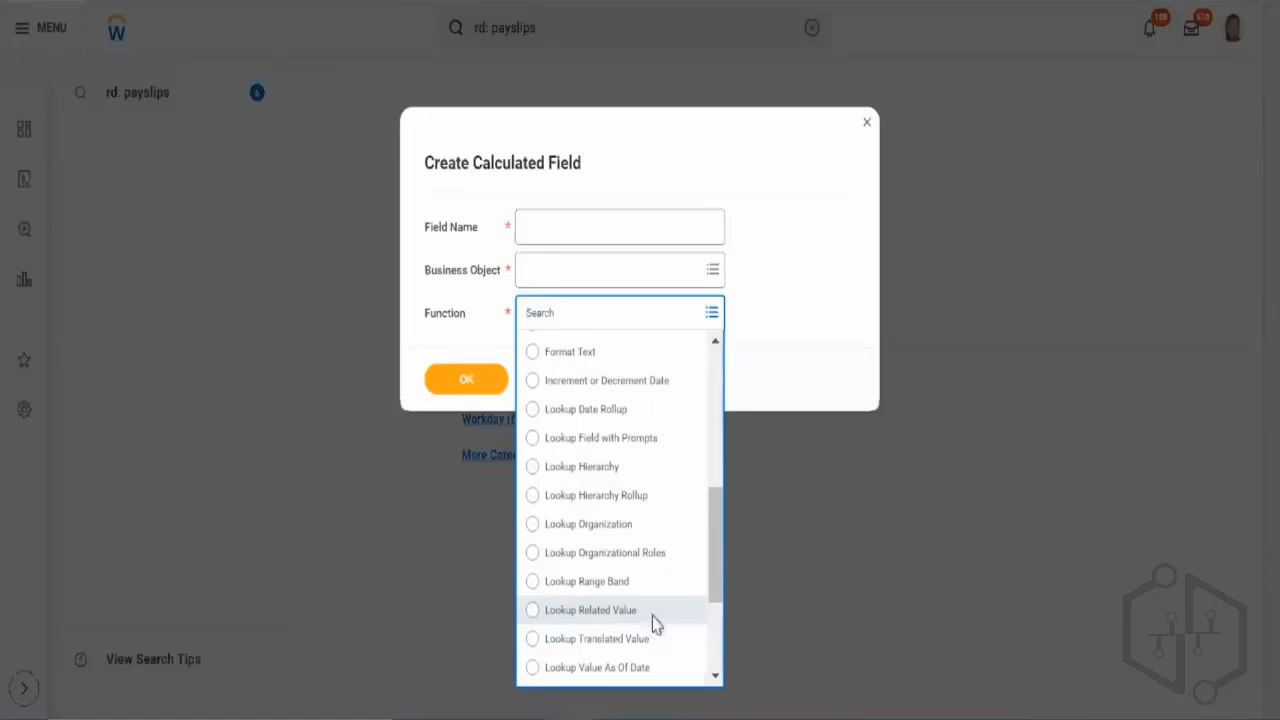 MENU
rd: payslips
rd: payslips
Create Calculated Field
Field Name *
Business Object *
Function *
Search
Format Text
Increment or Decrement Date
Lookup Date Rollup
Lookup Field with Prompts
Lookup Hierarchy
Lookup Hierarchy Rollup
Lookup Organization
Lookup Organizational Roles
Lookup Range Band
Lookup Related Value
Lookup Translated Value
Lookup Value As Of Date
OK
Workday
More
View Search Tips